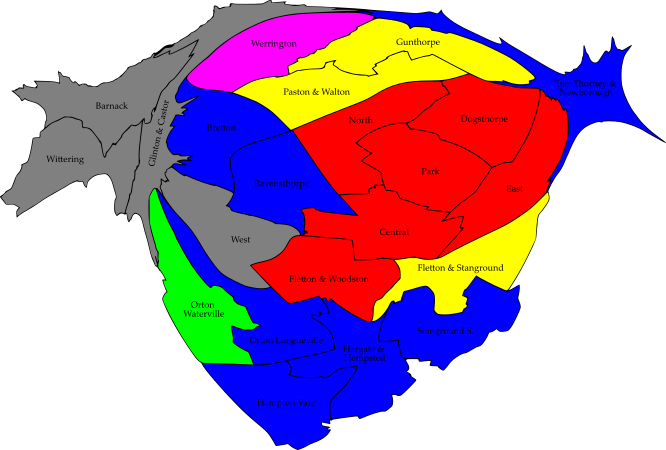 Werrington
Gunthorpe
Eye, Thorney &
Newborough
Paston & Walton
Barnack
Glinton & Castor
North
Dogsthorpe
Bretton
Wittering
Park
Ravensthorpe
East
West
Central
Fletton & Stanground
Fletton & Woodston
Orton
Waterville
Stanground S.
Orton Longueville
Hargate &
Hempsted
Hampton Vale